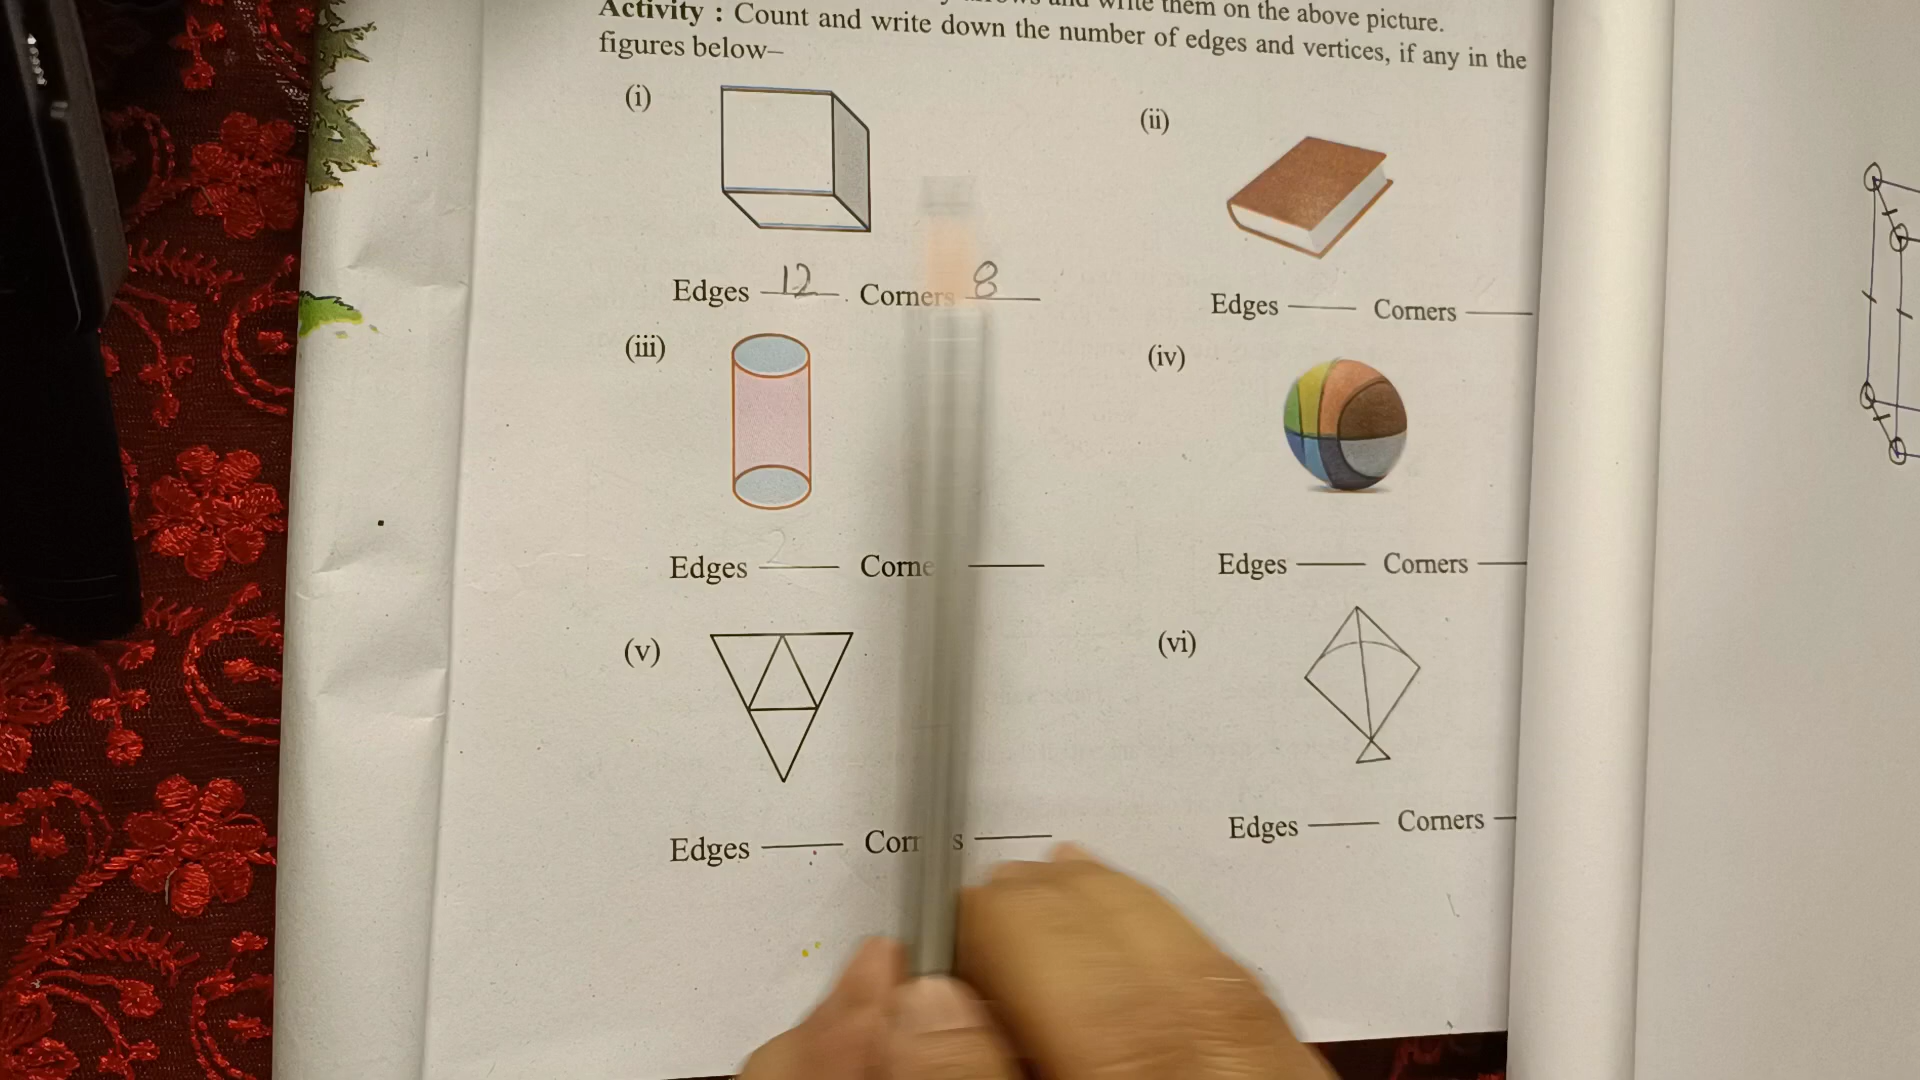 write them on the above picture.
Activity : Count and write down the number of edges and vertices, if any in the
figures below–
(i)
(ii)
Edges 12 Corners 8
Edges Corners
(iii)
(iv)
Edges 2
Edges Corners
(v)
(vi)
Edges
Edges Corners